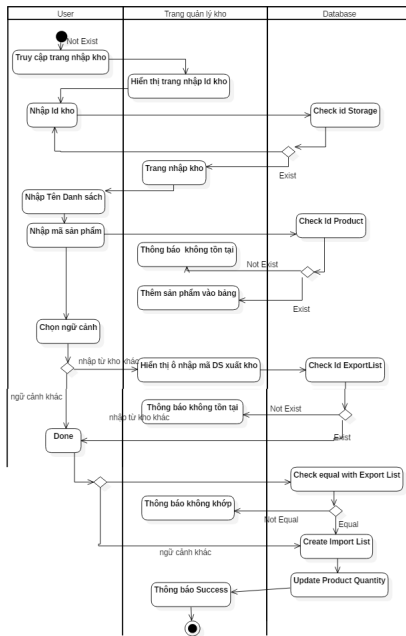 User
Trang quản lý kho
Database
Not Exist
Truy cập trang nhập kho
Hiển thị trang nhập Id kho
Nhập Id kho
Check id Storage
Exist
Trang nhập kho
Nhập Tên Danh sách
Nhập mã sản phẩm
Check Id Product
Thông báo không tồn tại
Not Exist
Thêm sản phẩm vào bảng
Exist
Chọn ngữ cảnh
nhập từ kho khác
Hiển thị ô nhập mã DS xuất kho
Check Id ExportList
ngữ cảnh khác
Thông báo không tồn tại
Not Exist
nhập từ kho khác
Done
Exist
Check equal with Export List
Thông báo không khớp
Not Equal
Equal
Create Import List
ngữ cảnh khác
Update Product Quantity
Thông báo Success